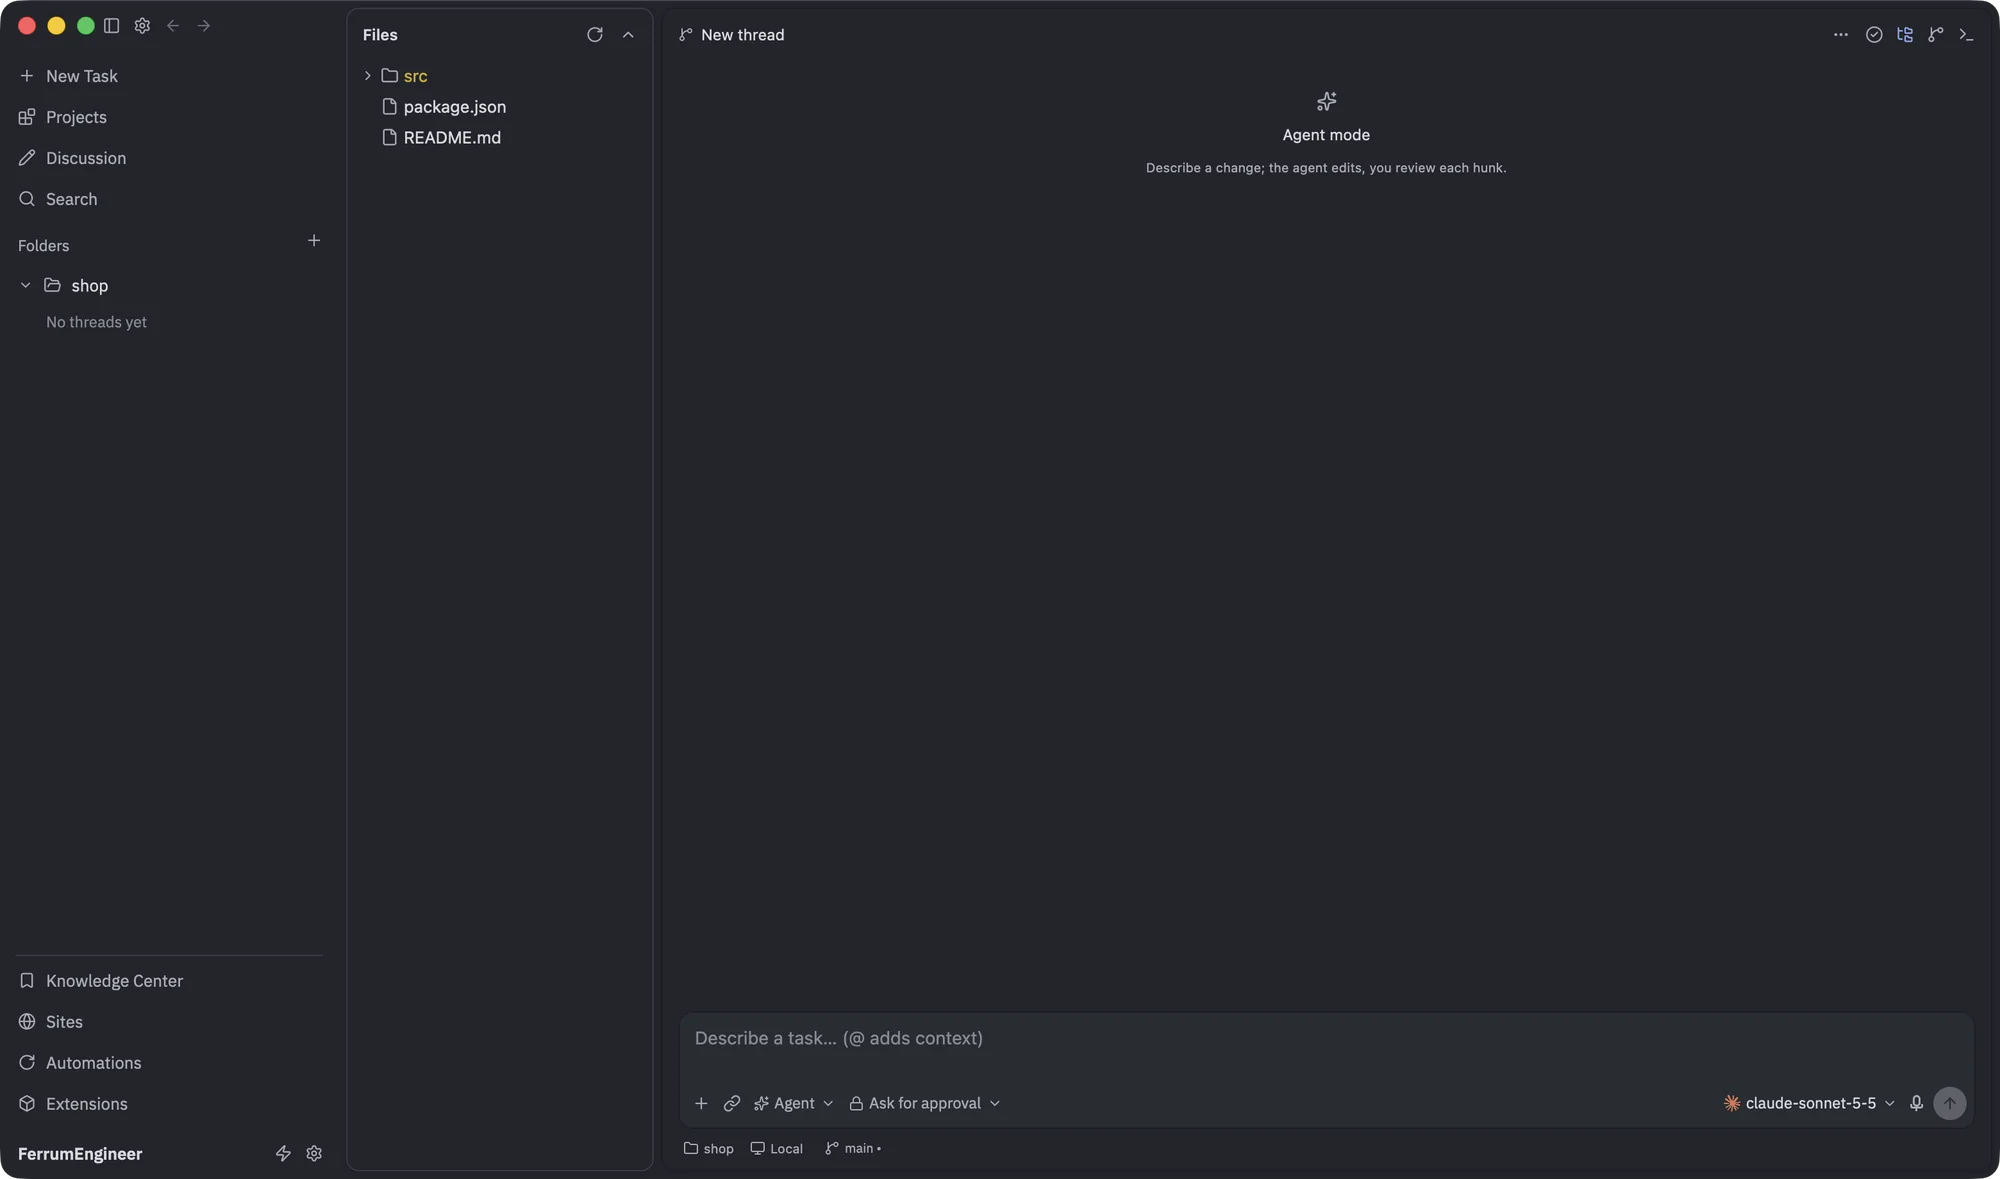 New Task
Projects
Discussion
Search
Folders
shop
No threads yet
Knowledge Center
Sites
Automations
Extensions
FerrumEngineer
Files
src
package.json
README.md
New thread
Agent mode
Describe a change; the agent edits, you review each hunk.
Describe a task... (@ adds context)
Agent Ask for approval claude-sonnet-5-5
shop Local main •